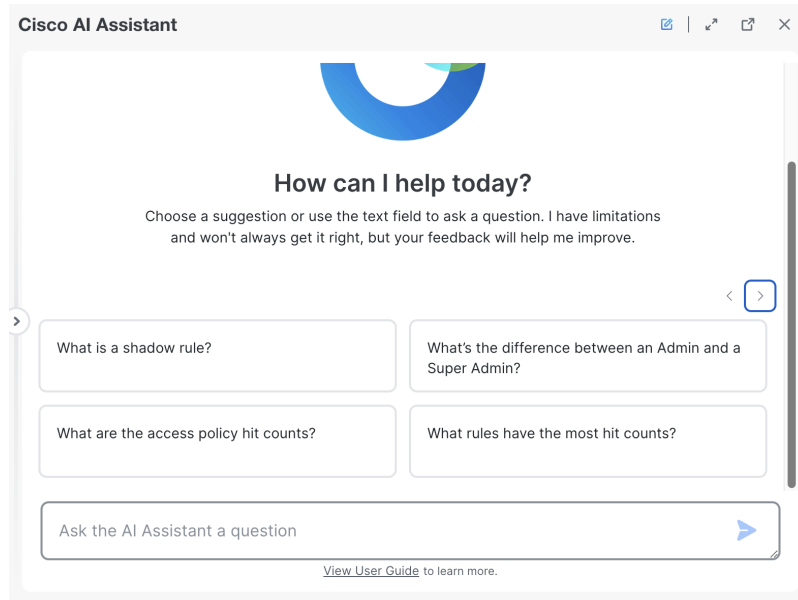 Cisco AI Assistant
How can I help today?
Choose a suggestion or use the text field to ask a question. I have limitations
and won't always get it right, but your feedback will help me improve.
What is a shadow rule?
What’s the difference between an Admin and a
Super Admin?
What are the access policy hit counts?
What rules have the most hit counts?
Ask the AI Assistant a question
View User Guide to learn more.